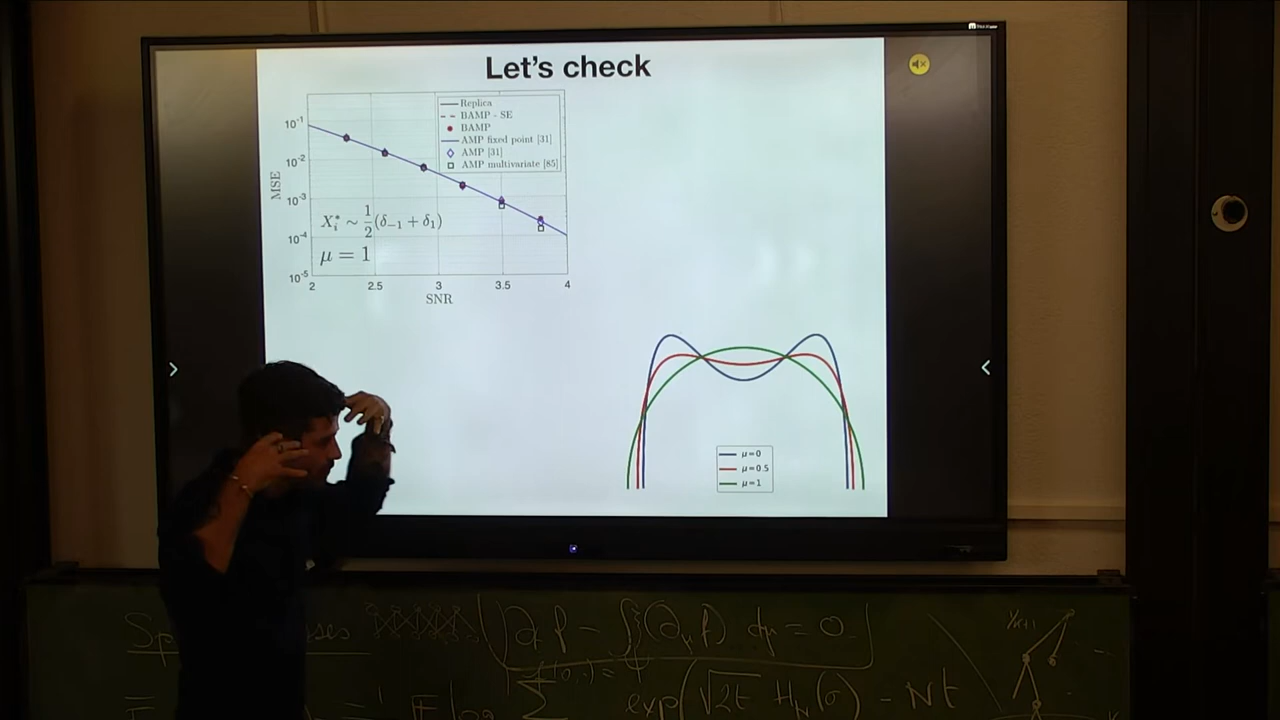 Let's check
Replica
BAMP - SE
BAMP
AMP fixed point [31]
AMP [31]
AMP multivariate [85]
10^-1
10^-2
10^-3
10^-4
10^-5
MSE
X_i^* ~ 1/2 (δ_{-1} + δ_1)
μ = 1
2 2.5 3 3.5 4
SNR
μ=0
μ=0.5
μ=1
exp(√2t H_N(σ) - Nt